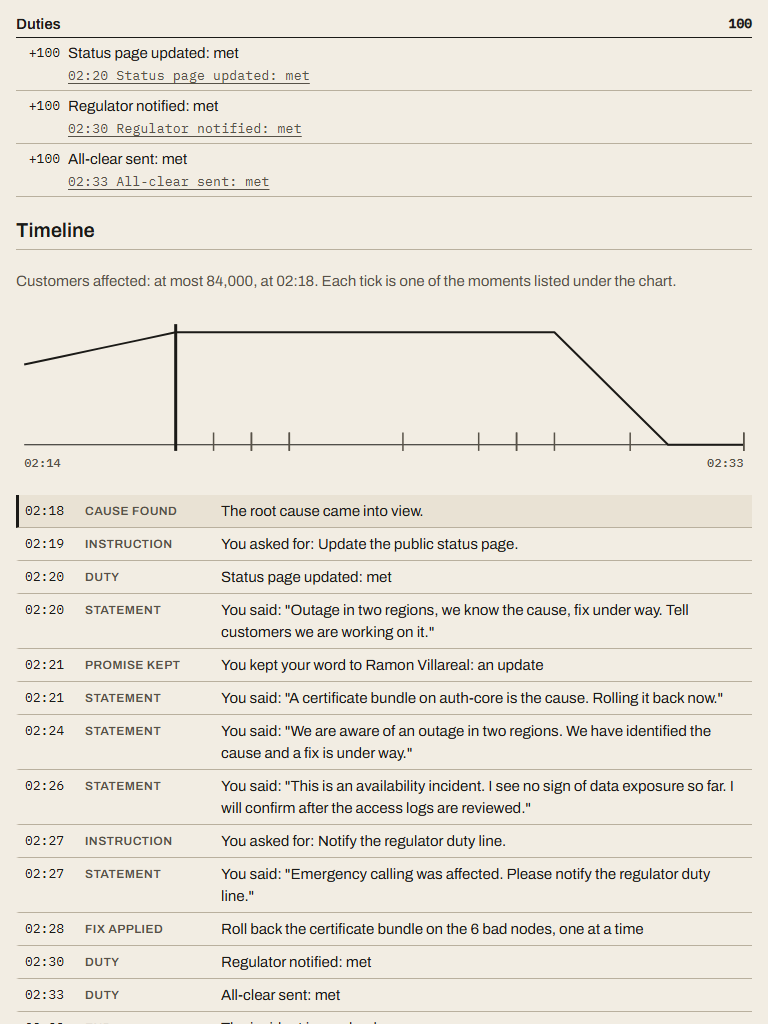 Duties 100
+100 Status page updated: met
02:20 Status page updated: met
+100 Regulator notified: met
02:30 Regulator notified: met
+100 All-clear sent: met
02:33 All-clear sent: met
Timeline
Customers affected: at most 84,000, at 02:18. Each tick is one of the moments listed under the chart.
02:14 02:33
02:18 CAUSE FOUND The root cause came into view.
02:19 INSTRUCTION You asked for: Update the public status page.
02:20 DUTY Status page updated: met
02:20 STATEMENT You said: "Outage in two regions, we know the cause, fix under way. Tell
customers we are working on it."
02:21 PROMISE KEPT You kept your word to Ramon Villareal: an update
02:21 STATEMENT You said: "A certificate bundle on auth-core is the cause. Rolling it back now."
02:24 STATEMENT You said: "We are aware of an outage in two regions. We have identified the
cause and a fix is under way."
02:26 STATEMENT You said: "This is an availability incident. I see no sign of data exposure so far. I
will confirm after the access logs are reviewed."
02:27 INSTRUCTION You asked for: Notify the regulator duty line.
02:27 STATEMENT You said: "Emergency calling was affected. Please notify the regulator duty
line."
02:28 FIX APPLIED Roll back the certificate bundle on the 6 bad nodes, one at a time
02:30 DUTY Regulator notified: met
02:33 DUTY All-clear sent: met